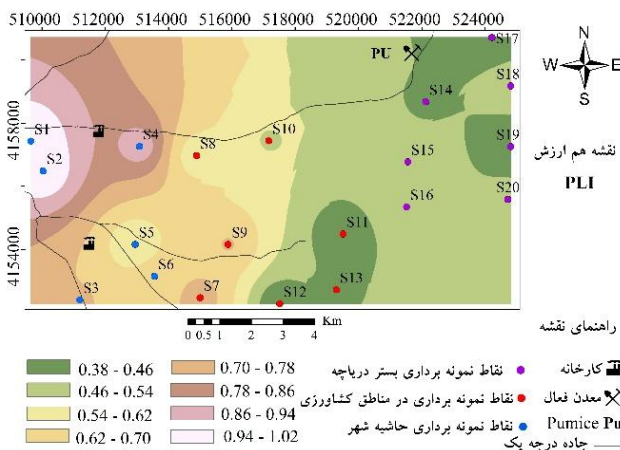 510000 512000 514000 516000 518000 520000 522000 524000
4158000
4154000
N
W E
S
S17
PU
S18
S14
S1
S4
S10
S8
S19
S2
S15
S20
S16
S11
S5
S9
S6
S3
S7
S13
S12
نقشه هم ارزش
PLI
Km
0 0.5 1 2 3 4
راهنمای نقشه
0.38 - 0.46
0.46 - 0.54
0.54 - 0.62
0.62 - 0.70
0.70 - 0.78
0.78 - 0.86
0.86 - 0.94
0.94 - 1.02
نقاط نمونه برداری بستر دریاچه
نقاط نمونه برداری در مناطق کشاورزی
نقاط نمونه برداری حاشیه شهر
کارخانه
معدن فعال
Pumice Pu
جاده درجه یک